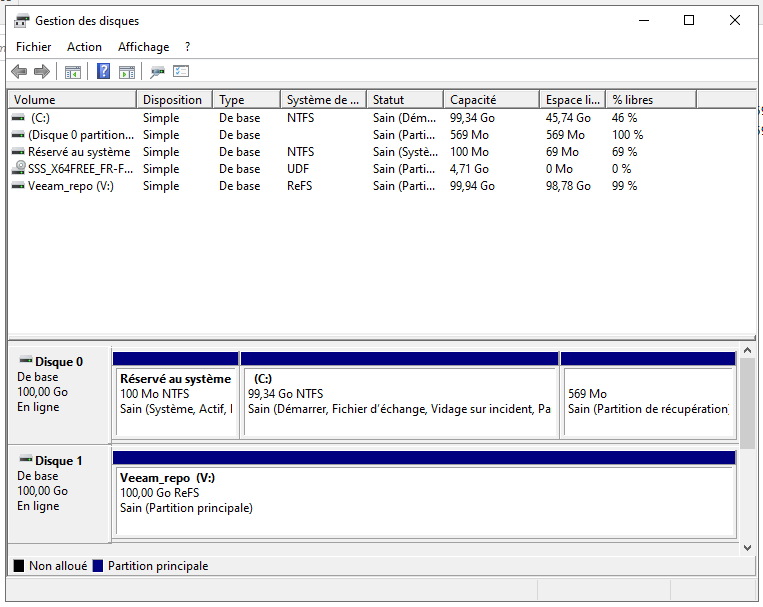 Gestion des disques
Fichier Action Affichage ?
Volume Disposition Type Système de ... Statut Capacité Espace li... % libres
(C:) Simple De base NTFS Sain (Dém... 99,34 Go 45,74 Go 46 %
(Disque 0 partition... Simple De base Sain (Parti... 569 Mo 569 Mo 100 %
Réservé au système Simple De base NTFS Sain (Systè... 100 Mo 69 Mo 69 %
SSS_X64FREE_FR-F... Simple De base UDF Sain (Parti... 4,71 Go 0 Mo 0 %
Veeam_repo (V:) Simple De base ReFS Sain (Parti... 99,94 Go 98,78 Go 99 %
Disque 0
De base
100,00 Go
En ligne
Réservé au système
100 Mo NTFS
Sain (Système, Actif, 
(C:)
99,34 Go NTFS
Sain (Démarrer, Fichier d'échange, Vidage sur incident, Pa
569 Mo
Sain (Partition de récupération)
Disque 1
De base
100,00 Go
En ligne
Veeam_repo (V:)
100,00 Go ReFS
Sain (Partition principale)
Non alloué Partition principale